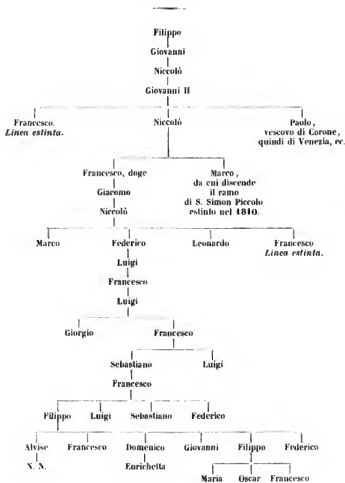 Filippo
Giovanni
Niccolò
Giovanni II
Francesco. Niccolò Paolo,
Linea estinta. vescovo di Corone,
quindi di Venezia, ec.
Francesco, doge Marco,
da cui discende
Giacomo il ramo
di S. Simon Piccolo
Niccolò estinto nel 1810.
Marco Federico Leonardo Francesco
Linea estinta.
Luigi
Francesco
Luigi
Giorgio Francesco
Sebastiano Luigi
Francesco
Filippo Luigi Sebastiano Federico
Alvise Francesco Domenico Giovanni Filippo Federico
N. N. Enrichetta
Maria Oscar Francesco